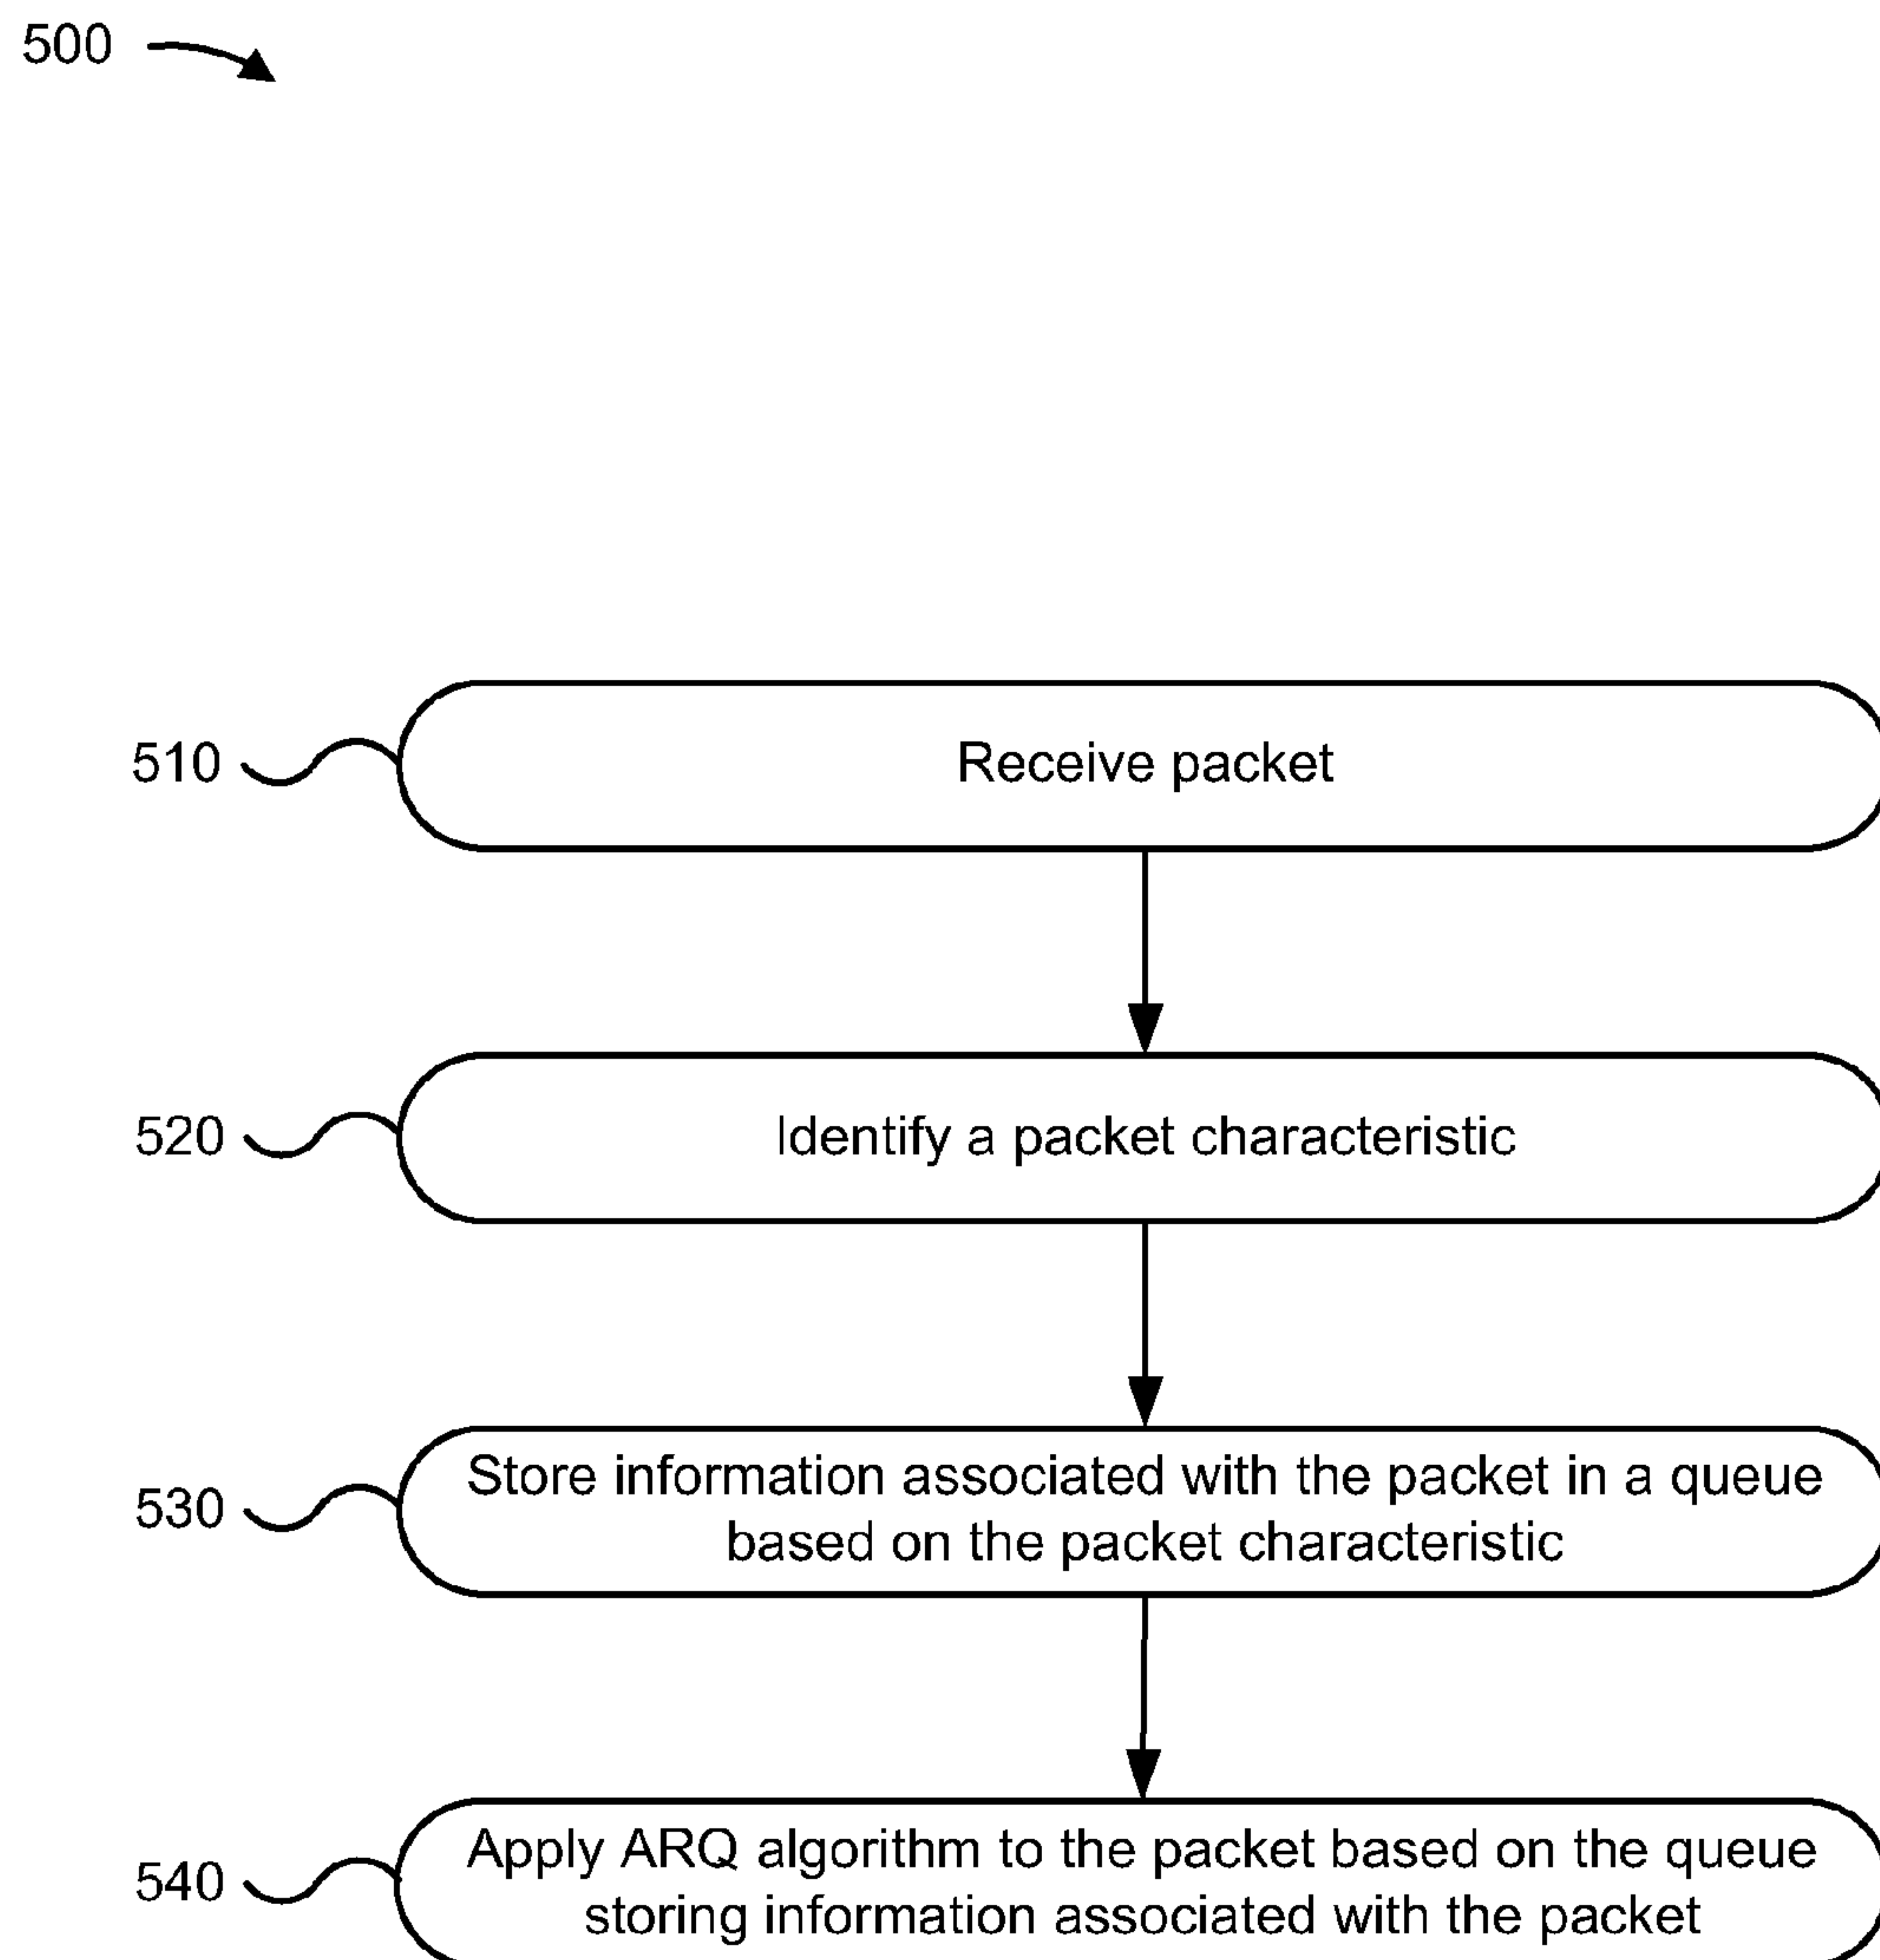 500
510
Receive packet
520
Identify a packet characteristic
530
Store information associated with the packet in a queue
based on the packet characteristic
540
Apply ARQ algorithm to the packet based on the queue
storing information associated with the packet